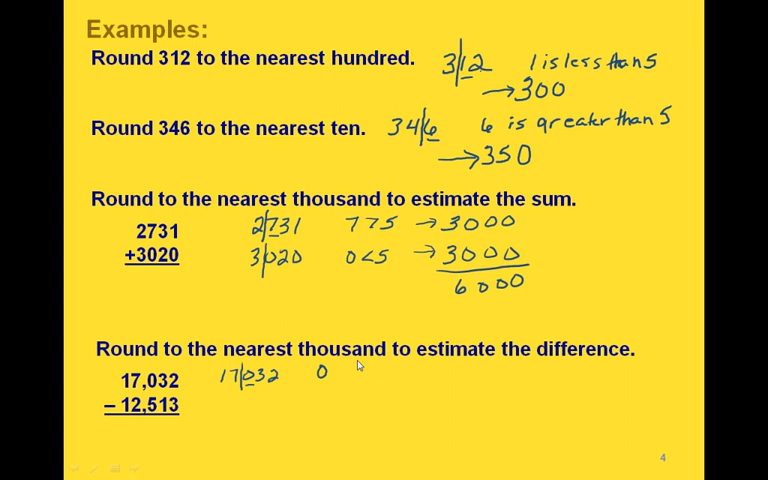 Examples:
Round 312 to the nearest hundred. 3|12 1 is less than 5
→300
Round 346 to the nearest ten. 34|6 6 is greater than 5
→350
Round to the nearest thousand to estimate the sum.
2731 2|731 7>5 →3000
+3020 3|020 0<5 →3000
6000
Round to the nearest thousand to estimate the difference.
17,032 17|032 0
– 12,513
4